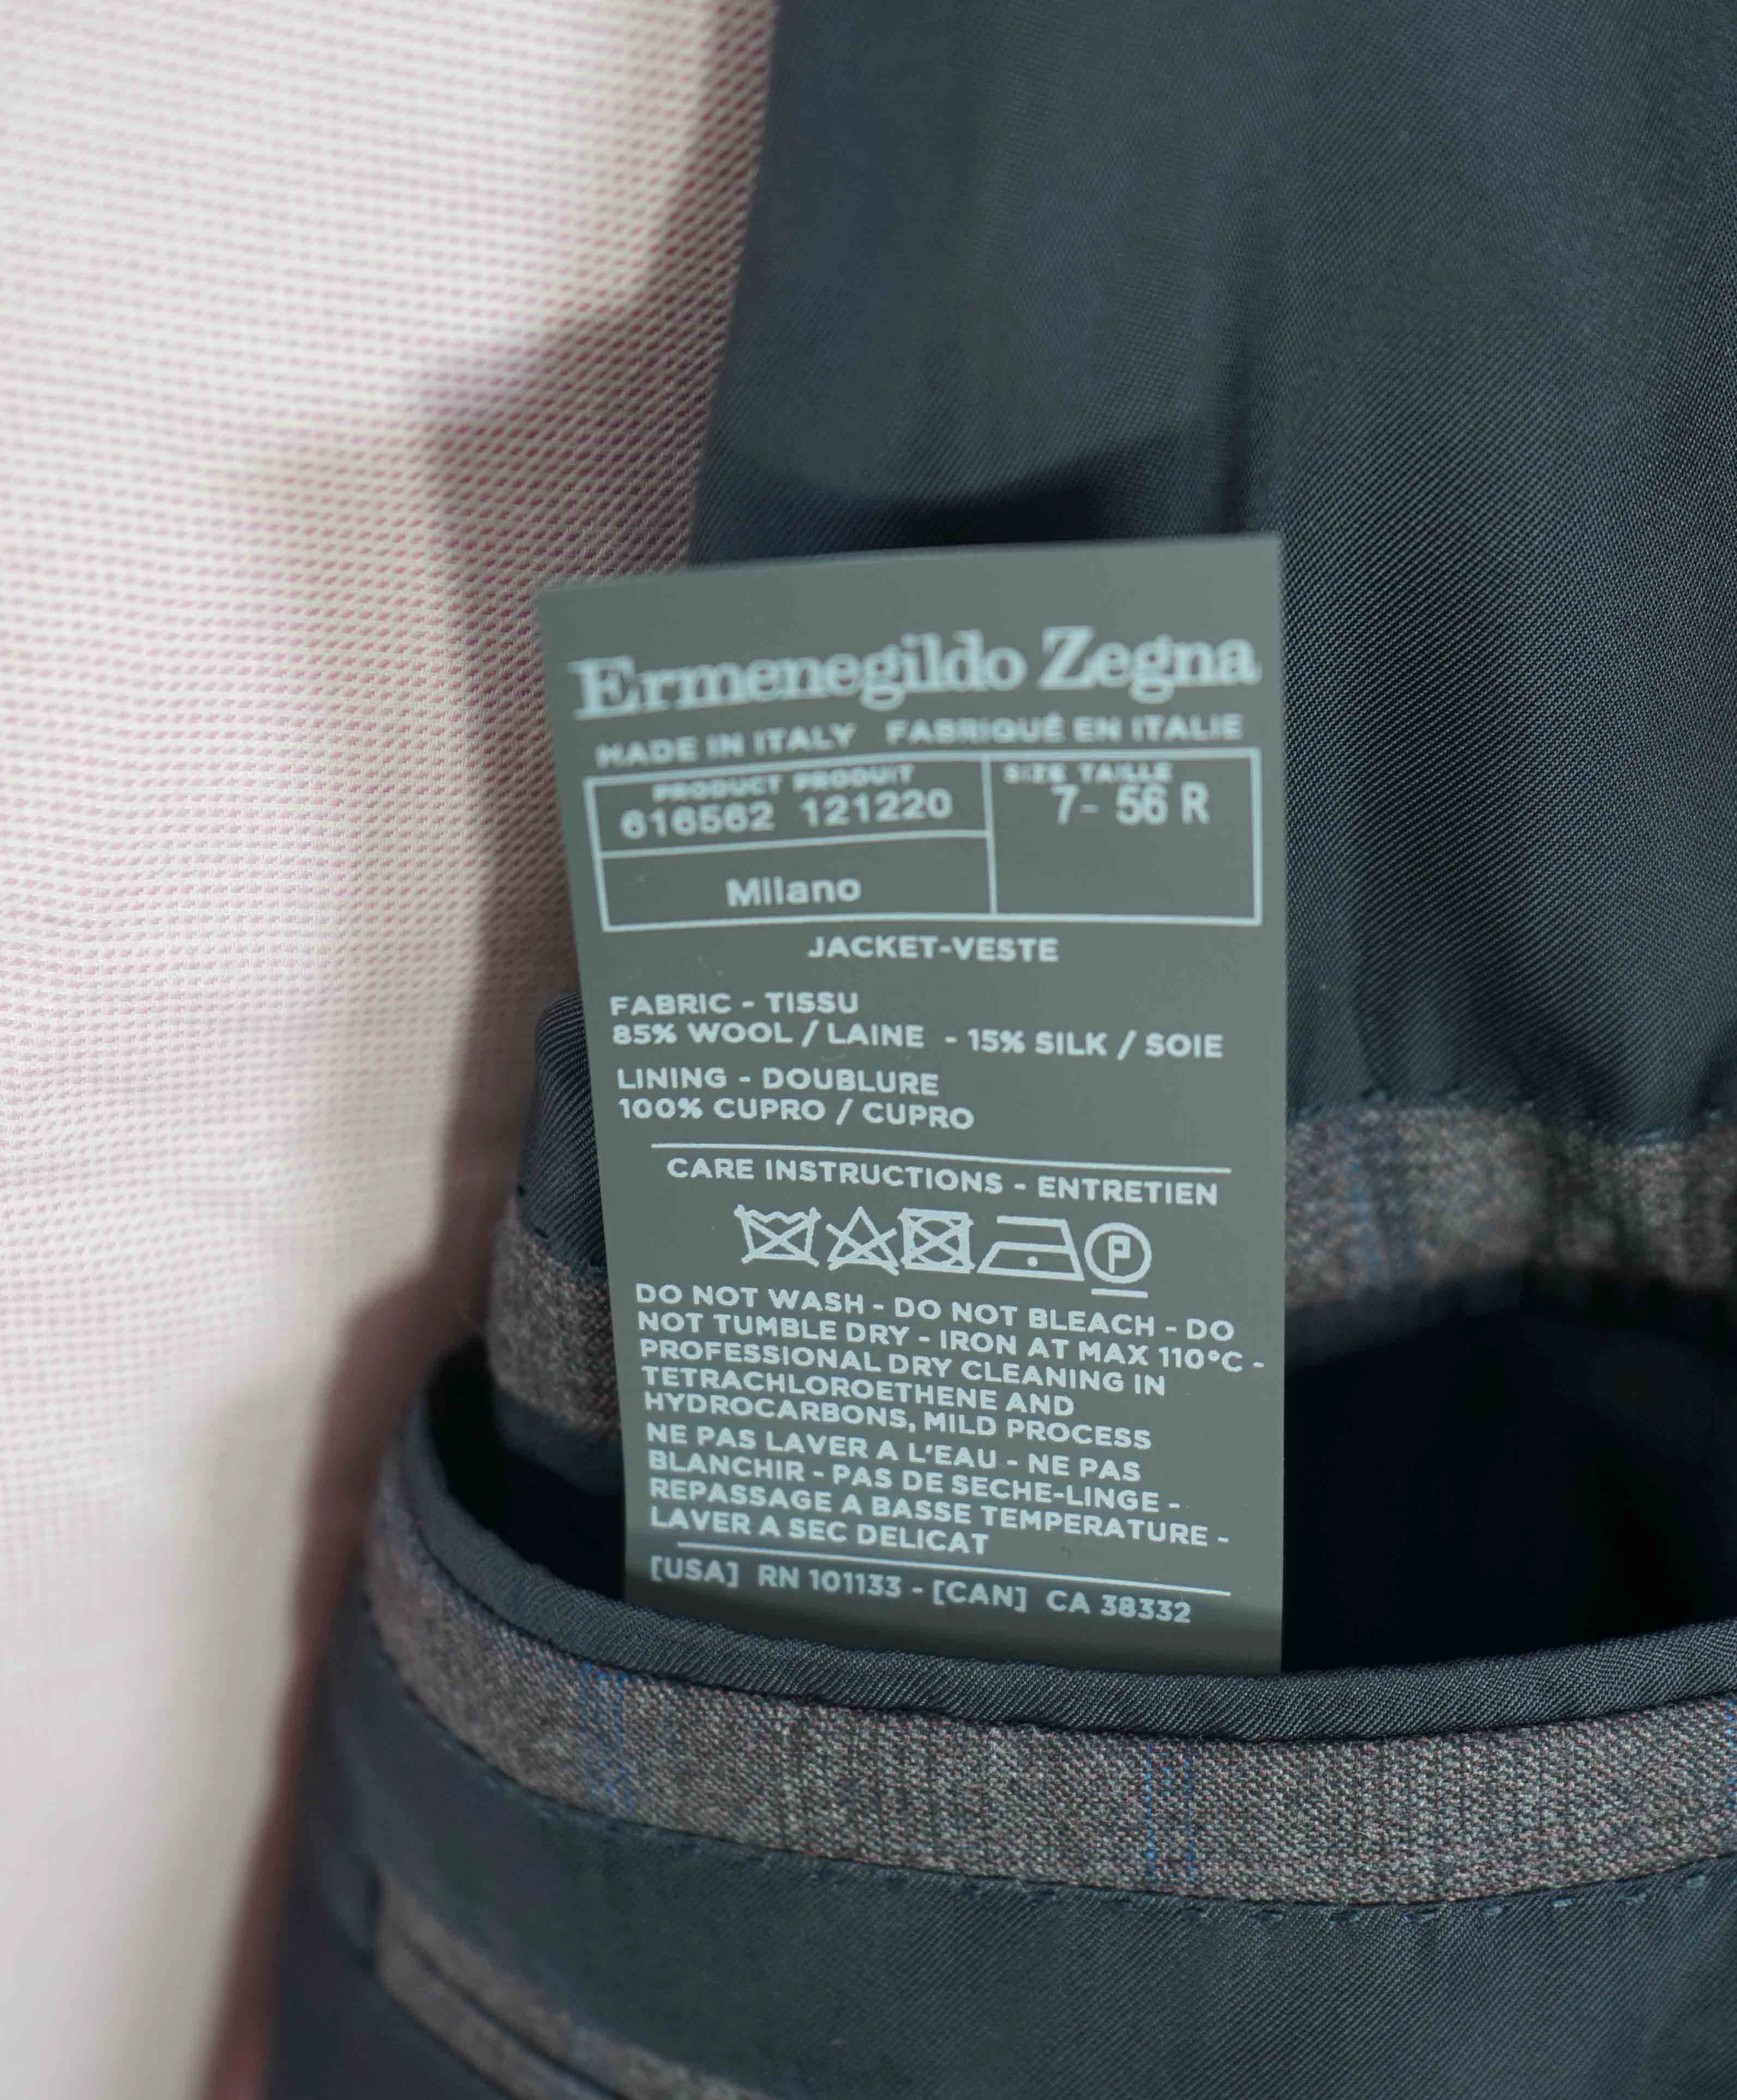 Ermenegildo Zegna
MADE IN ITALY FABRIQUÉ EN ITALIE
PRODUCT PRODUIT
SIZE TAILLE
616562 121220
7- 56 R
Milano
JACKET-VESTE
FABRIC - TISSU
85% WOOL / LAINE - 15% SILK / SOIE
LINING - DOUBLURE
100% CUPRO / CUPRO
CARE INSTRUCTIONS - ENTRETIEN
P
DO NOT WASH - DO NOT BLEACH - DO
NOT TUMBLE DRY - IRON AT MAX 110°C -
PROFESSIONAL DRY CLEANING IN
TETRACHLOROETHENE AND
HYDROCARBONS, MILD PROCESS
NE PAS LAVER A L'EAU - NE PAS
BLANCHIR - PAS DE SECHE-LINGE -
REPASSAGE A BASSE TEMPERATURE -
LAVER A SEC DELICAT
[USA] RN 101133 - [CAN] CA 38332